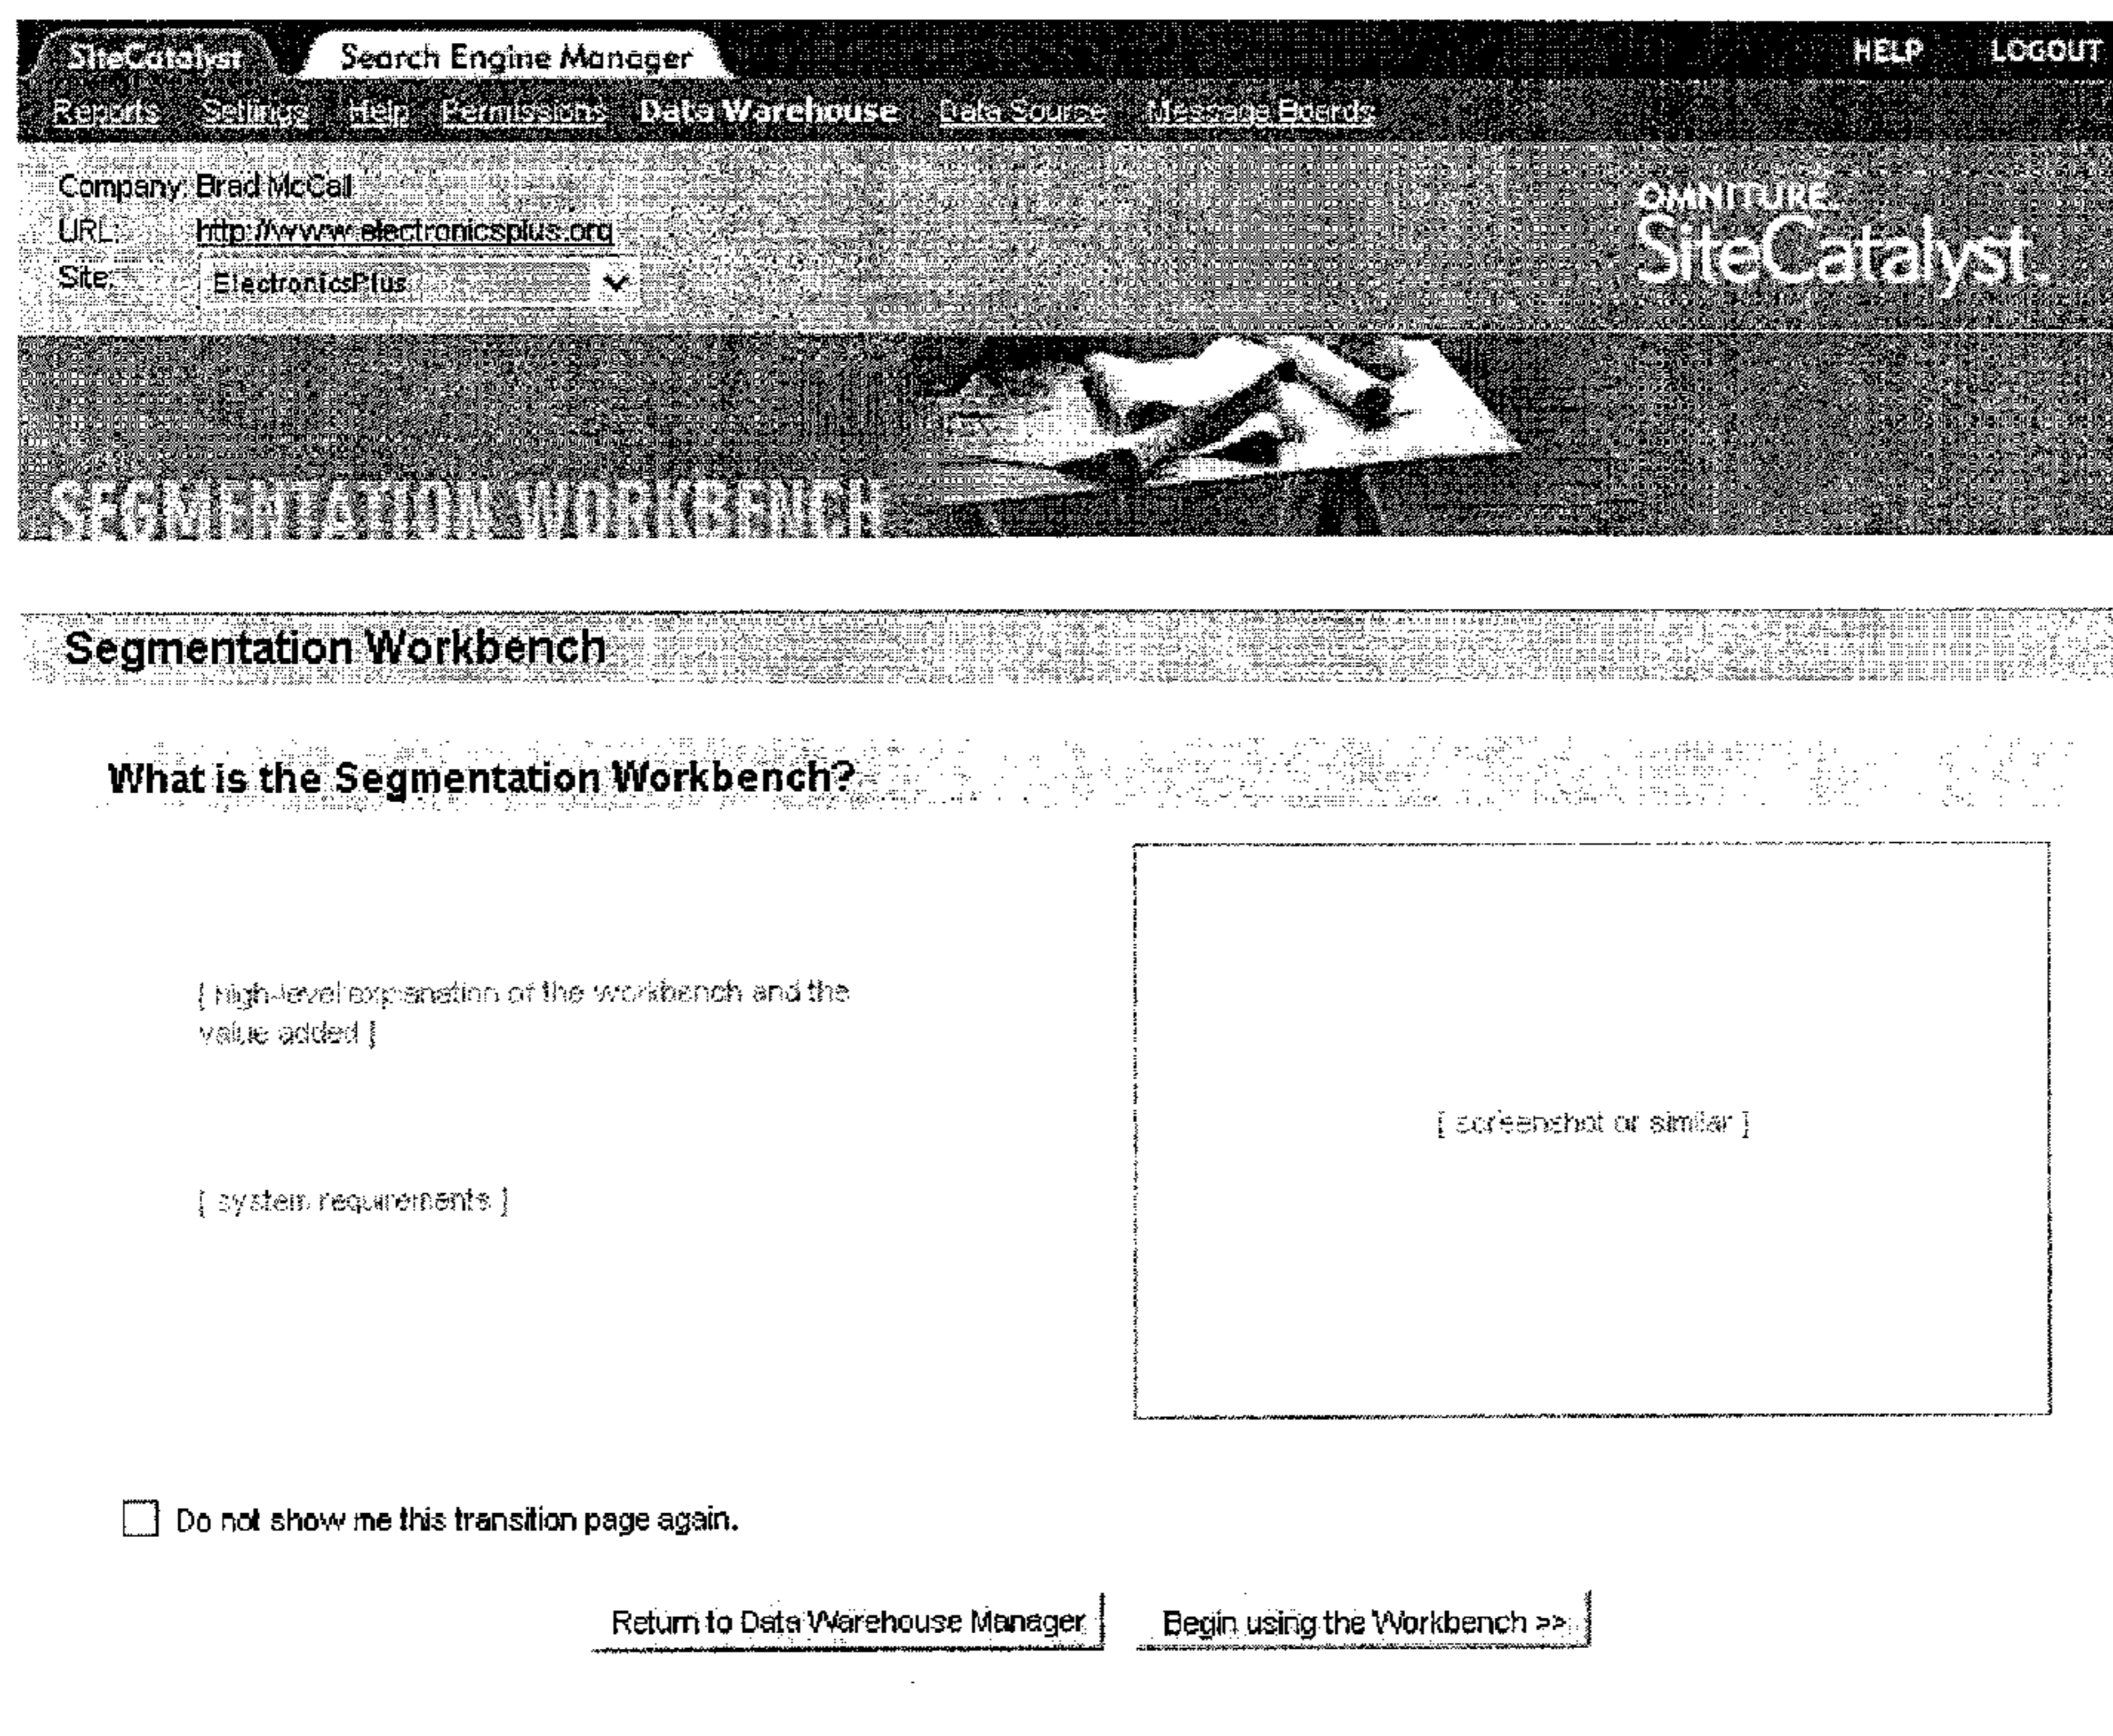 SiteCatalyst Search Engine Manager HELP LOGOUT
Reports Settings Help Permissions Data Warehouse Data Source Message Boards
Company: Brad McCall
URL: http://www.electronicsplus.org
Site: ElectronicsPlus
OMNITURE
SiteCatalyst
SEGMENTATION WORKBENCH
Segmentation Workbench
What is the Segmentation Workbench?
[ high-level explanation of the workbench and the
value added ]
[ screenshot or similar ]
[ system requirements ]
Do not show me this transition page again.
Return to Data Warehouse Manager Begin using the Workbench >>